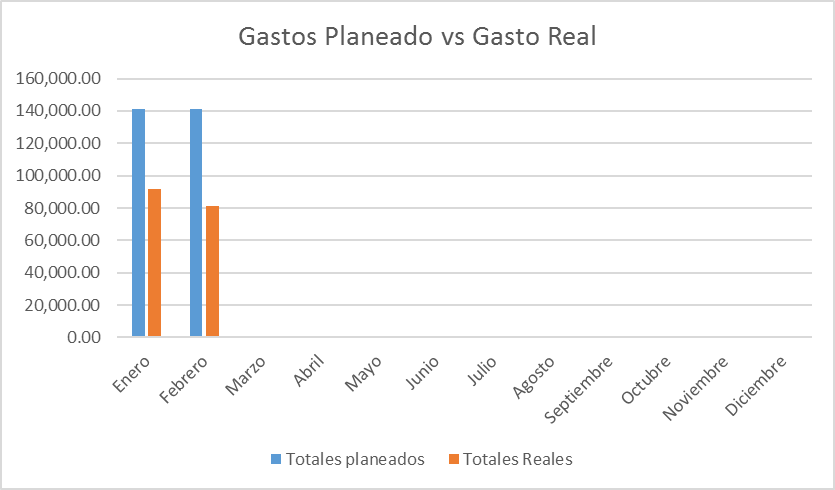 Gastos Planeado vs Gasto Real
160,000.00
140,000.00
120,000.00
100,000.00
80,000.00
60,000.00
40,000.00
20,000.00
0.00
Enero
Febrero
Marzo
Abril
Mayo
Junio
Julio
Agosto
Septiembre
Octubre
Noviembre
Diciembre
Totales planeados
Totales Reales